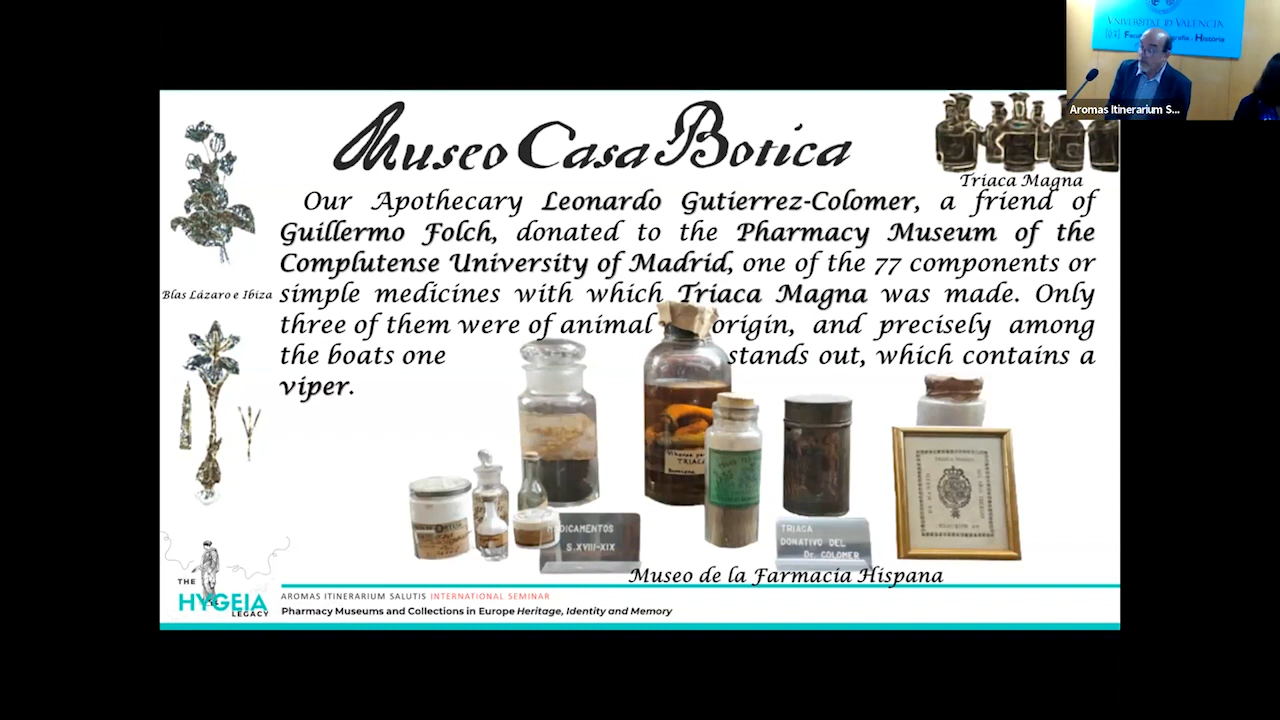 UNIVERSITAT DE VALÈNCIA
Aromas Itinerarium S...
Museo Casa Botica
Triaca Magna
Our Apothecary Leonardo Gutierrez-Colomer, a friend of
Guillermo Folch, donated to the Pharmacy Museum of the
Complutense University of Madrid, one of the 77 components or
simple medicines with which Triaca Magna was made. Only
three of them were of animal origin, and precisely among
the boats one stands out, which contains a
viper.
Blas Lázaro e Ibiza
TRIACA
MEDICAMENTOS
S.XVIII-XIX
TRIACA
DONATIVO DEL
Dr. COLOMER
Museo de la Farmacia Hispana
THE
HYGEIA
LEGACY
AROMAS ITINERARIUM SALUTIS INTERNATIONAL SEMINAR
Pharmacy Museums and Collections in Europe Heritage, Identity and Memory